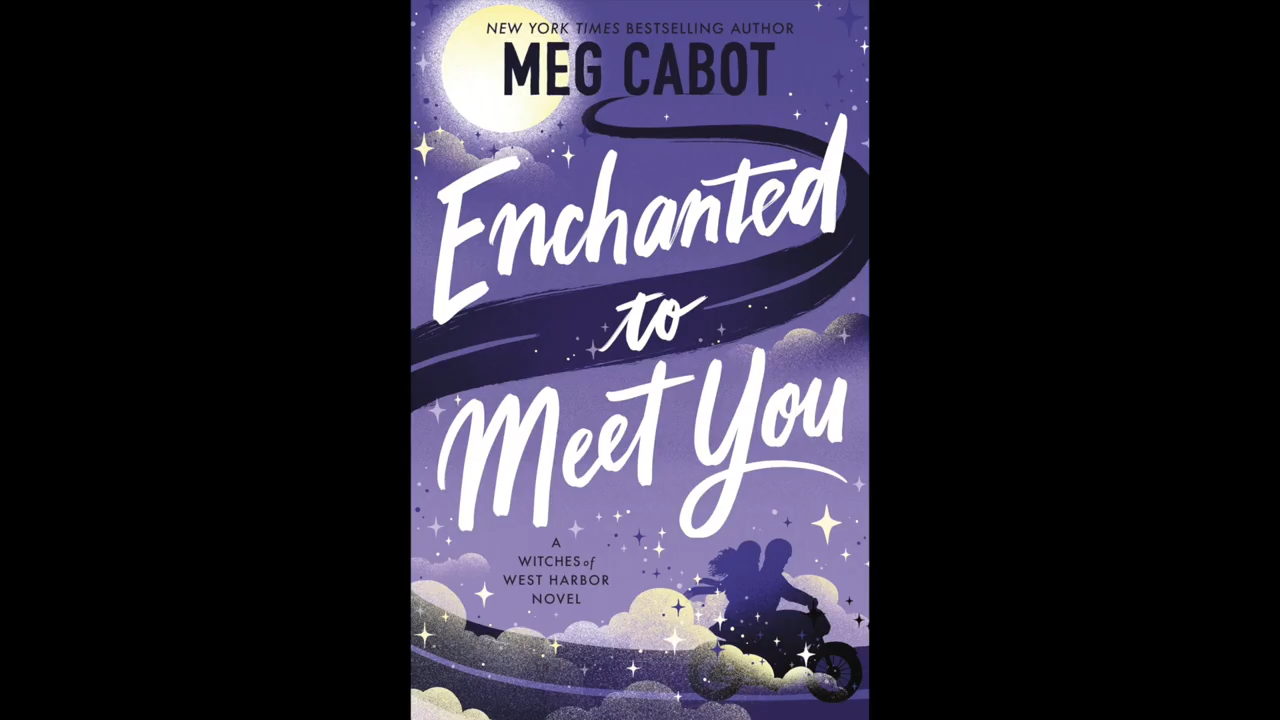 NEW YORK TIMES BESTSELLING AUTHOR
MEG CABOT
Enchanted
to
Meet You
A
WITCHES of
WEST HARBOR
NOVEL